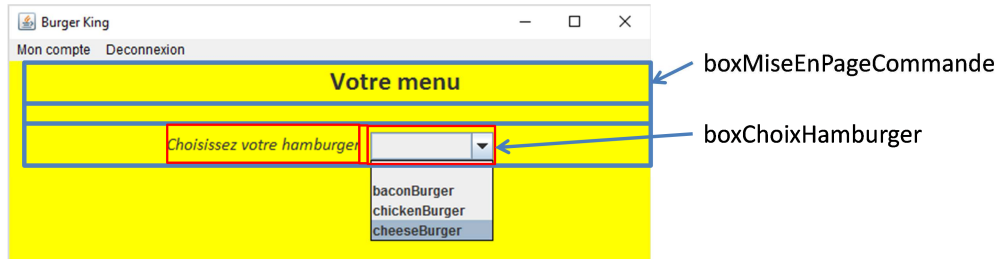 Burger King
Mon compte Deconnexion
Votre menu
boxMiseEnPageCommande
Choisissez votre hamburger
boxChoixHamburger
baconBurger
chickenBurger
cheeseBurger